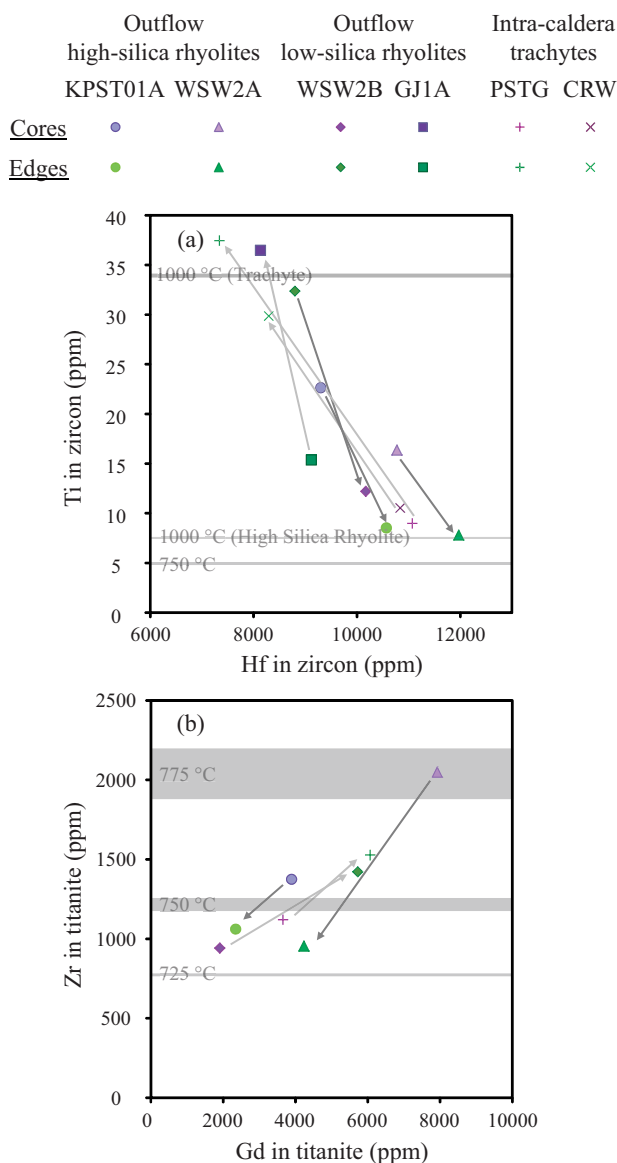 Outflow Outflow Intra-caldera
high-silica rhyolites low-silica rhyolites trachytes
KPST01A WSW2A WSW2B GJ1A PSTG CRW
Cores
Edges
40
(a)
35
1000 °C (Trachyte)
30
25
20
15
10
1000 °C (High Silica Rhyolite)
5
750 °C
0
6000 8000 10000 12000
Ti in zircon (ppm)
Hf in zircon (ppm)
2500
(b)
2000
775 °C
1500
750 °C
1000
725 °C
500
0
0 2000 4000 6000 8000 10000
Zr in titanite (ppm)
Gd in titanite (ppm)